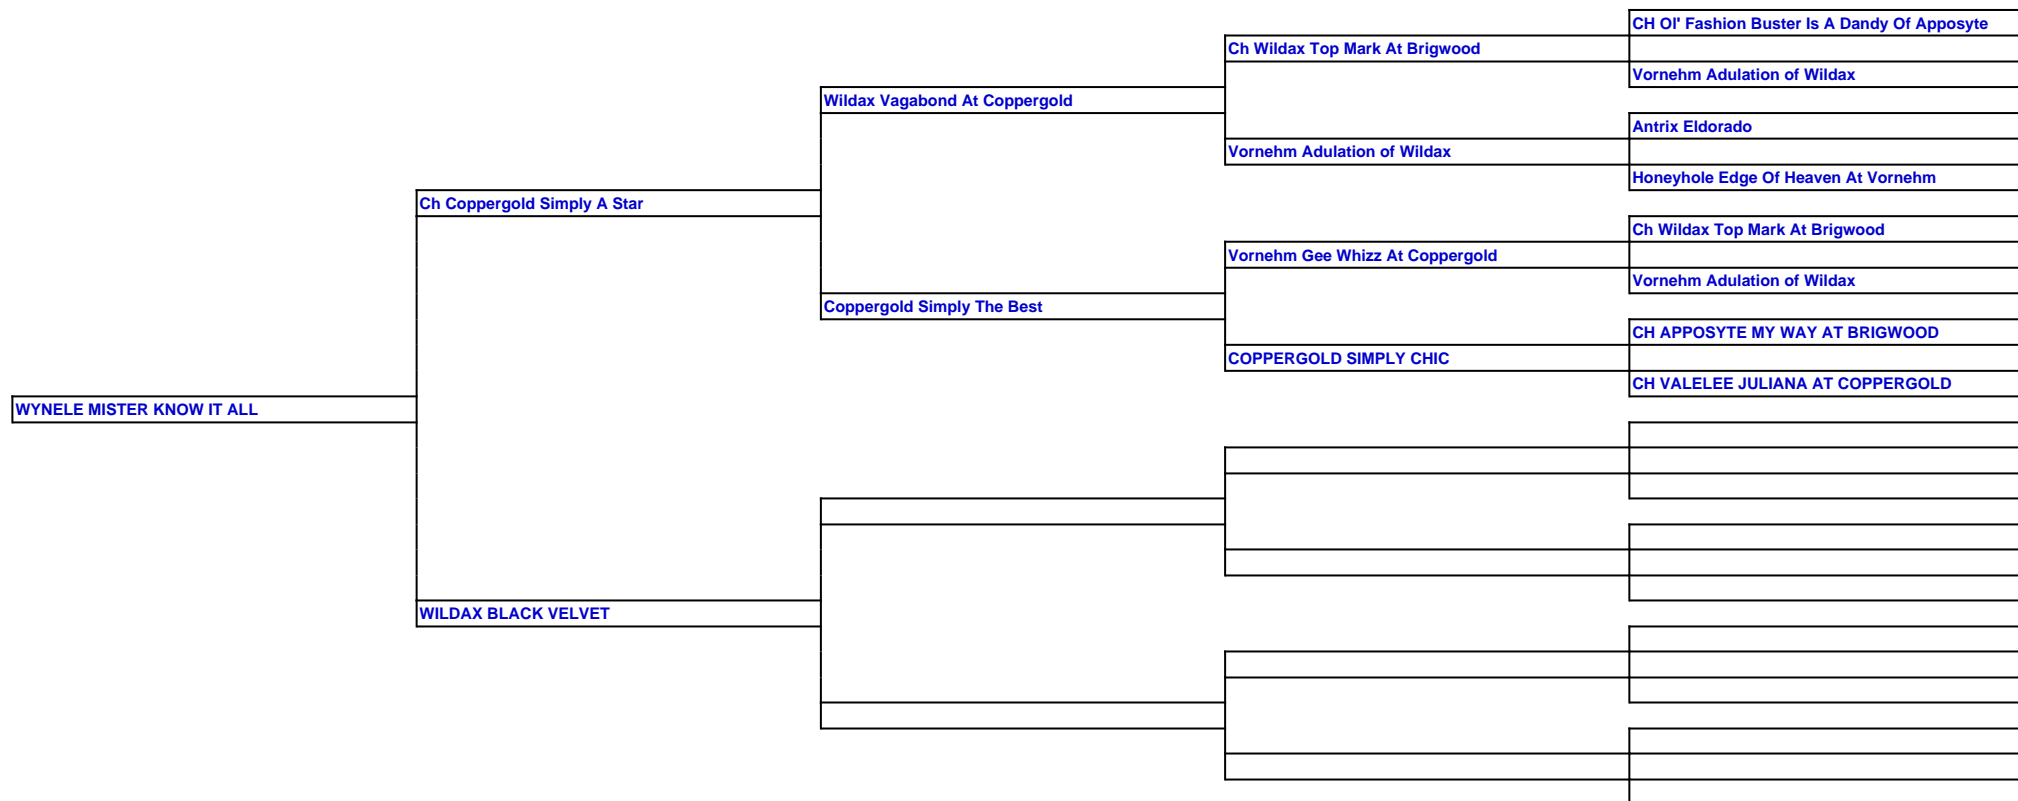 CH Ol' Fashion Buster Is A Dandy Of Apposyte
Ch Wildax Top Mark At Brigwood
Vornehm Adulation of Wildax
Wildax Vagabond At Coppergold
Antrix Eldorado
Vornehm Adulation of Wildax
Honeyhole Edge Of Heaven At Vornehm
Ch Coppergold Simply A Star
Ch Wildax Top Mark At Brigwood
Vornehm Gee Whizz At Coppergold
Vornehm Adulation of Wildax
Coppergold Simply The Best
CH APPOSYTE MY WAY AT BRIGWOOD
COPPERGOLD SIMPLY CHIC
CH VALELEE JULIANA AT COPPERGOLD
WYNELE MISTER KNOW IT ALL
WILDAX BLACK VELVET